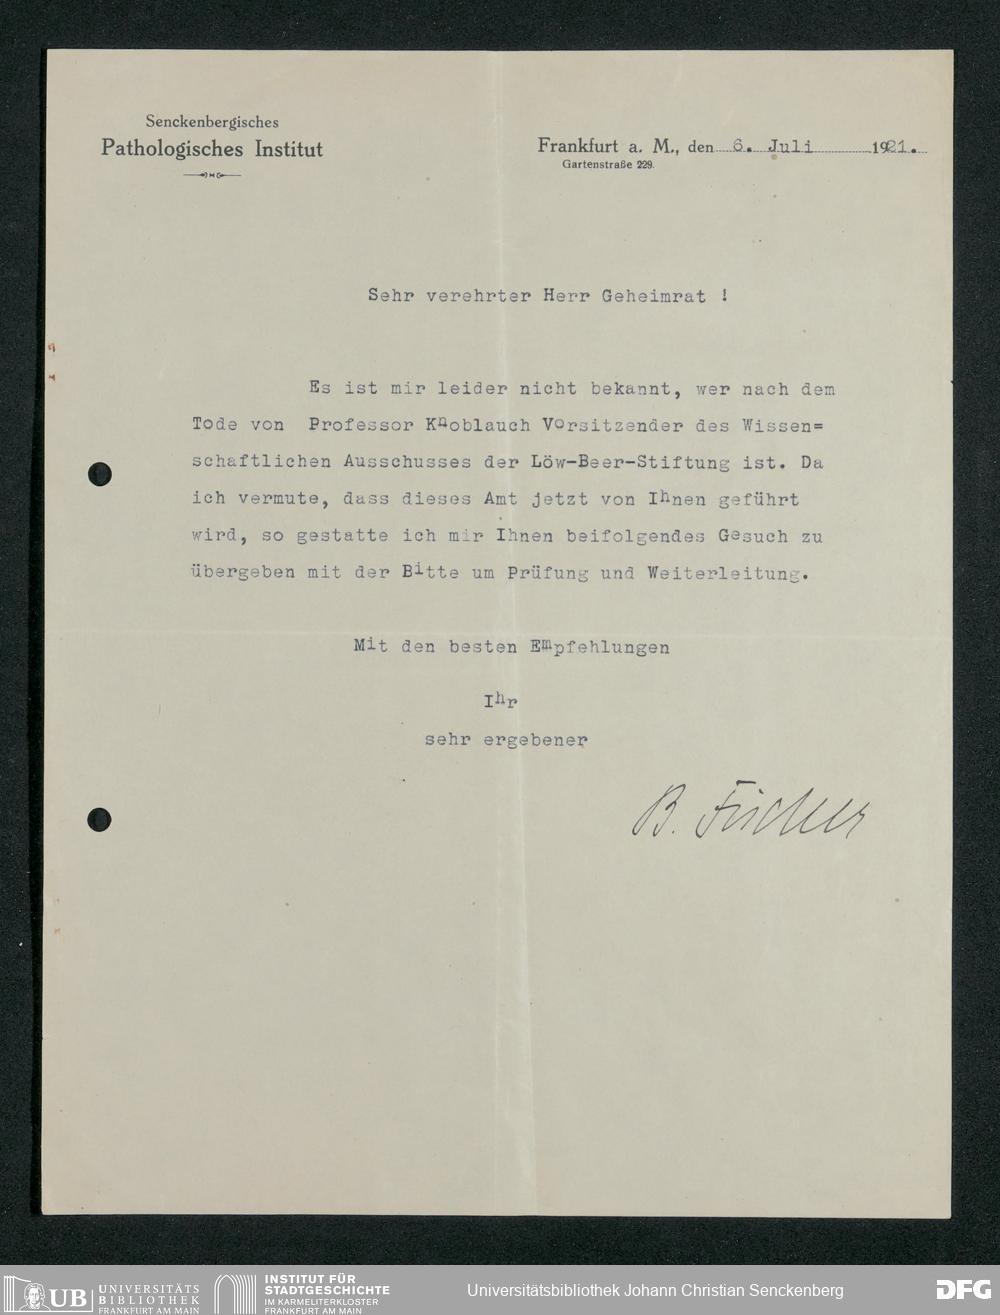 Senckenbergisches
Pathologisches Institut
Frankfurt a. M., den 6. Juli 1921.
Gartenstraße 229.
Sehr verehrter Herr Geheimrat !
Es ist mir leider nicht bekannt, wer nach dem
Tode von Professor Knoblauch Vorsitzender des Wissen=
schaftlichen Ausschusses der Löw-Beer-Stiftung ist. Da
ich vermute, dass dieses Amt jetzt von Ihnen geführt
wird, so gestatte ich mir Ihnen beifolgendes Gesuch zu
übergeben mit der Bitte um Prüfung und Weiterleitung.
Mit den besten Empfehlungen
Ihr
sehr ergebener
B. Fischer
UB UNIVERSITÄTS
BIBLIOTHEK
FRANKFURT AM MAIN
INSTITUT FÜR
STADTGESCHICHTE
IM KARMELITERKLOSTER
FRANKFURT AM MAIN
Universitätsbibliothek Johann Christian Senckenberg
DFG